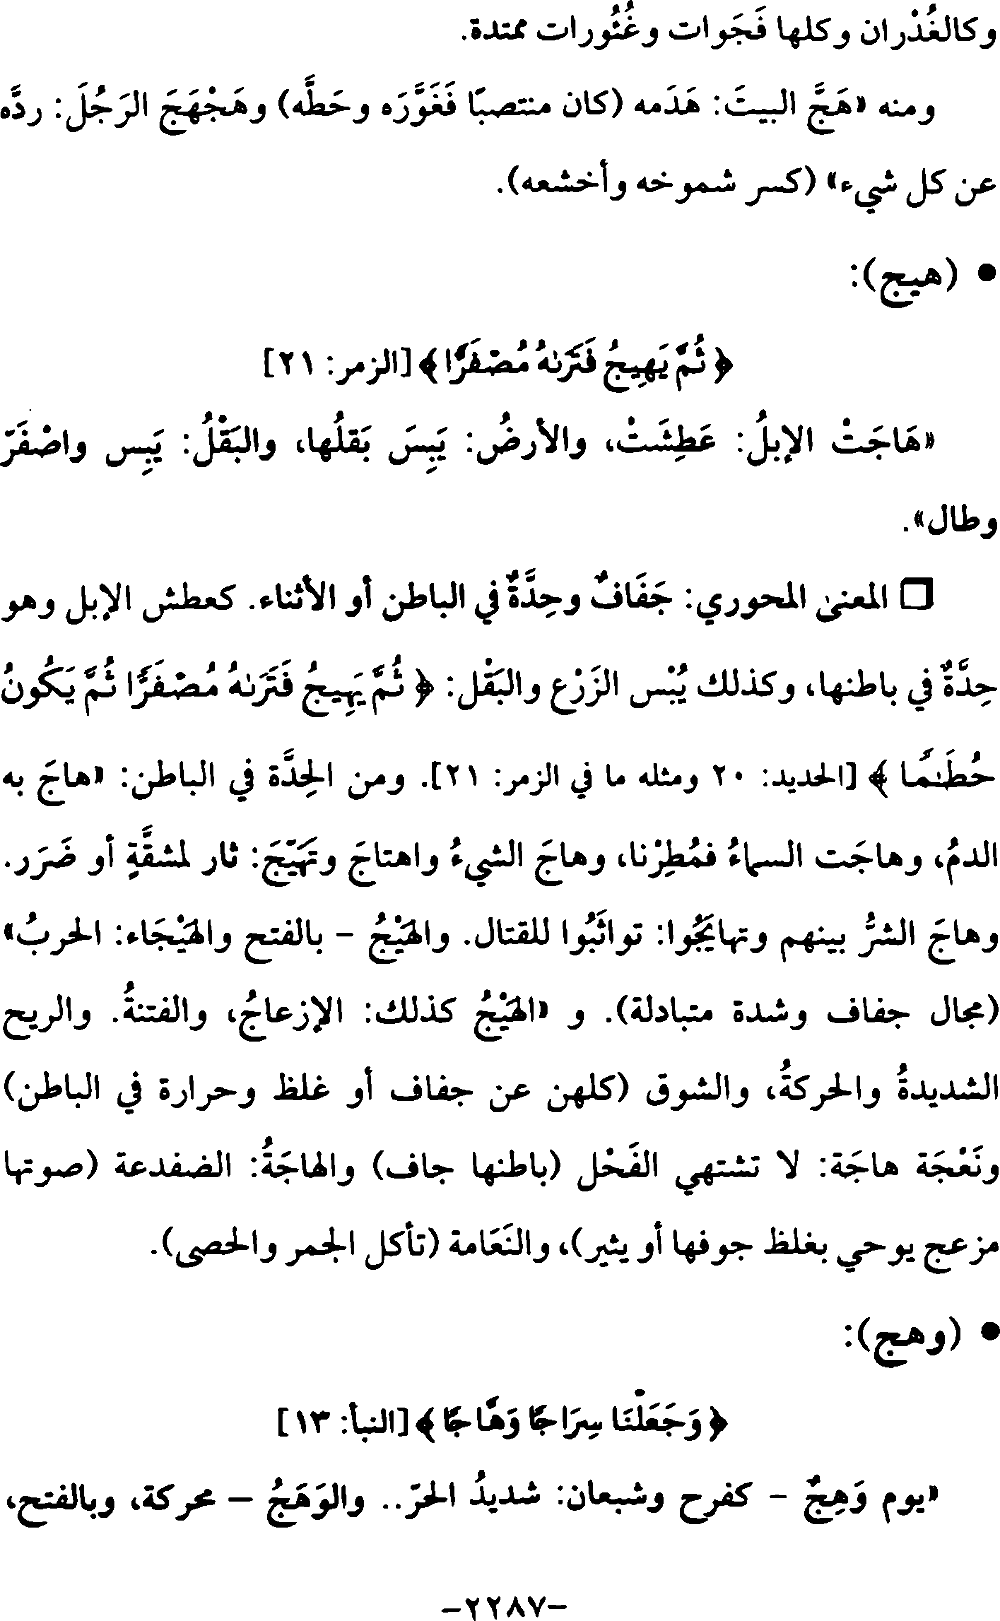 وكالغُدْران وكلها فَجَوات وغُئُورات ممتدة.
ومنه «هَجَّ البيتَ: هَدَمه (كان منتصبًا فَغَوَّرَه وحَطَّه) وهَجْهَجَ الرَجُلَ: ردَّه
عن كل شيء» (كسر شموخه وأخشعه).
• (هيج):
﴿ ثُمَّ يَهِيجُ فَتَرَىٰهُ مُصْفَرًّا ﴾ [الزمر: ٢١]
«هَاجَتْ الإبلُ: عَطِشَتْ، والأرضُ: يَبِسَ بَقلُها، والبَقْلُ: يَبِس واصْفَرّ
وطال».
❒ المعنىٰ المحوري: جَفَافٌ وحِدَّةٌ في الباطن أو الأثناء. كعطش الإبل وهو
حِدَّةٌ في باطنها، وكذلك يُبْس الزَرْع والبَقْل: ﴿ ثُمَّ يَهِيجُ فَتَرَىٰهُ مُصْفَرًّا ثُمَّ يَكُونُ
حُطَـٰمًا ﴾ [الحديد: ٢٠ ومثله ما في الزمر: ٢١]. ومن الحِدَّة في الباطن: «هاجَ به
الدمُ، وهاجَت السماءُ فمُطِرْنا، وهاجَ الشيءُ واهتاجَ وتهَيّجَ: ثار لمشقَّةٍ أو ضَرَر.
وهاجَ الشرُّ بينهم وتهايَجُوا: تواثَبُوا للقتال. والهَيْجُ - بالفتح والهَيْجَاء: الحربُ»
(مجال جفاف وشدة متبادلة). و «الهَيْجُ كذلك: الإزعاجُ، والفتنةُ. والريح
الشديدةُ والحركةُ، والشوق (كلهن عن جفاف أو غلظ وحرارة في الباطن)
ونَعْجَة هاجَة: لا تشتهي الفَحْل (باطنها جاف) والهاجَةُ: الضفدعة (صوتها
مزعج يوحي بغلظ جوفها أو يثير)، والنَعَامة (تأكل الجمر والحصى).
• (وهج):
﴿ وَجَعَلْنَا سِرَاجًا وَهَّاجًا ﴾ [النبأ: ١٣]
«يوم وَهِجٌ - كفرح وشبعان: شديدُ الحرّ.. والوَهَجُ – محركة، وبالفتح،
-٢٢٨٧-